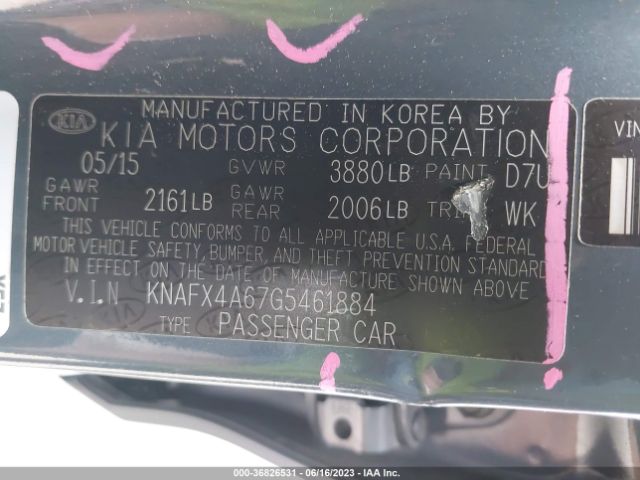 MANUFACTURED IN KOREA BY
KIA KIA MOTORS CORPORATION
05/15 GVWR 3880LB PAINT D7U
GAWR FRONT 2161LB GAWR REAR 2006LB WK
THIS VEHICLE CONFORMS TO ALL APPLICABLE U.S.A. FEDERAL
MOTOR VEHICLE SAFETY, BUMPER, AND THEFT PREVENTION STANDARD
IN EFFECT ON THE DATE OF MANUFACTURE SHOWN ABOVE
V.I.N KNAFX4A67G5461884
TYPE PASSENGER CAR
VIN
000-36826531 - 06/16/2023 - IAA Inc.